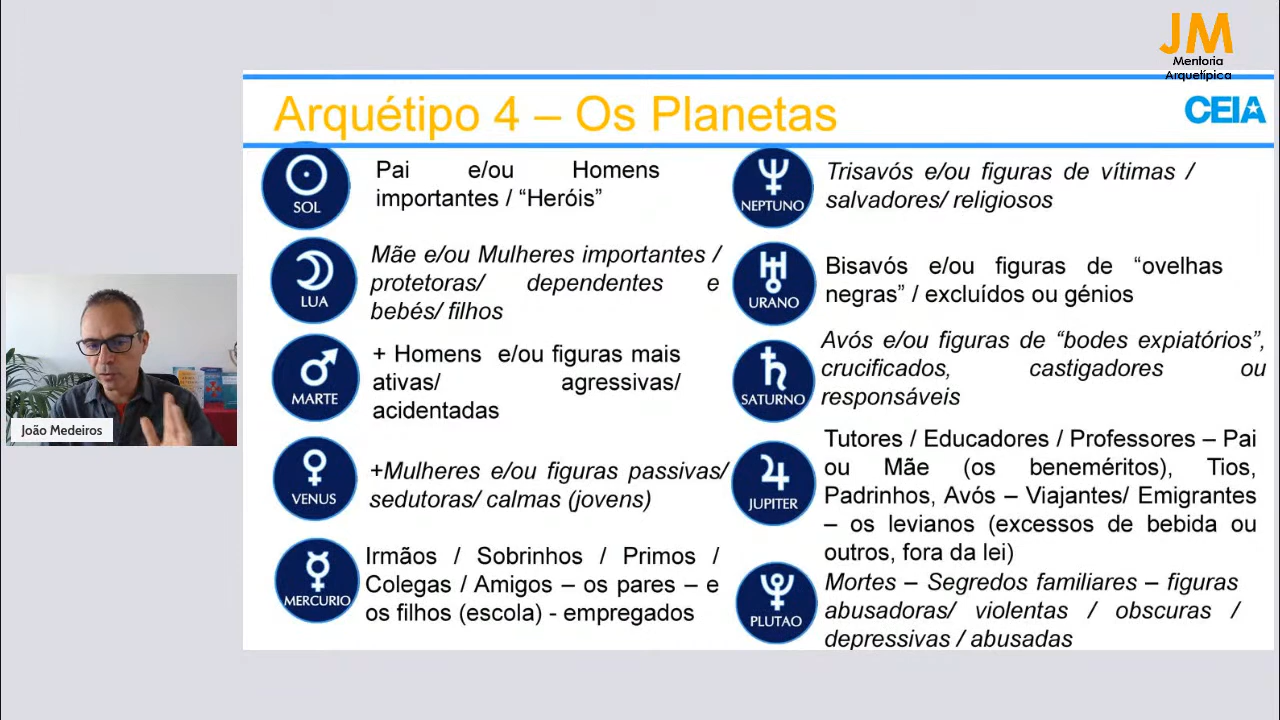 JM
Mentoria
Arquetípica
CEIA
Arquétipo 4 – Os Planetas
SOL
Pai e/ou Homens
importantes / “Heróis”
LUA
Mãe e/ou Mulheres importantes /
protetoras/ dependentes e
bebés/ filhos
MARTE
+ Homens e/ou figuras mais
ativas/ agressivas/
acidentadas
VENUS
+Mulheres e/ou figuras passivas/
sedutoras/ calmas (jovens)
MERCURIO
Irmãos / Sobrinhos / Primos /
Colegas / Amigos – os pares – e
os filhos (escola) - empregados
NEPTUNO
Trisavós e/ou figuras de vítimas /
salvadores/ religiosos
URANO
Bisavós e/ou figuras de “ovelhas
negras” / excluídos ou génios
SATURNO
Avós e/ou figuras de “bodes expiatórios”,
crucificados, castigadores ou
responsáveis
JUPITER
Tutores / Educadores / Professores – Pai
ou Mãe (os beneméritos), Tios,
Padrinhos, Avós – Viajantes/ Emigrantes
– os levianos (excessos de bebida ou
outros, fora da lei)
PLUTAO
Mortes – Segredos familiares – figuras
abusadoras/ violentas / obscuras /
depressivas / abusadas
João Medeiros